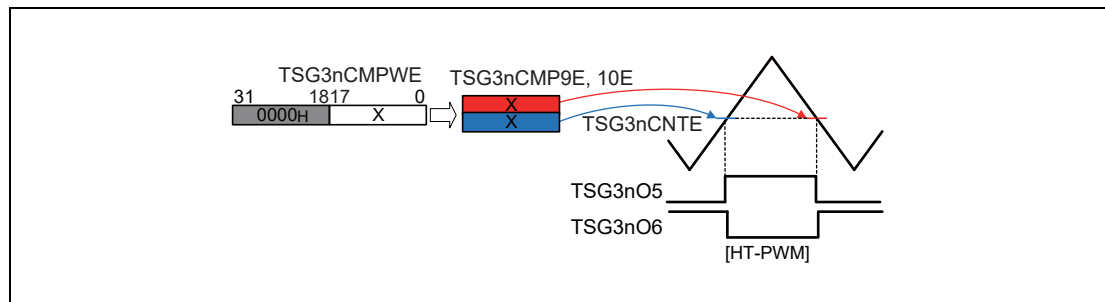 TSG3nCMPWE
TSG3nCMP9E, 10E
31 1817 0
0000H X
X
X
TSG3nCNTE
TSG3nO5
TSG3nO6
[HT-PWM]